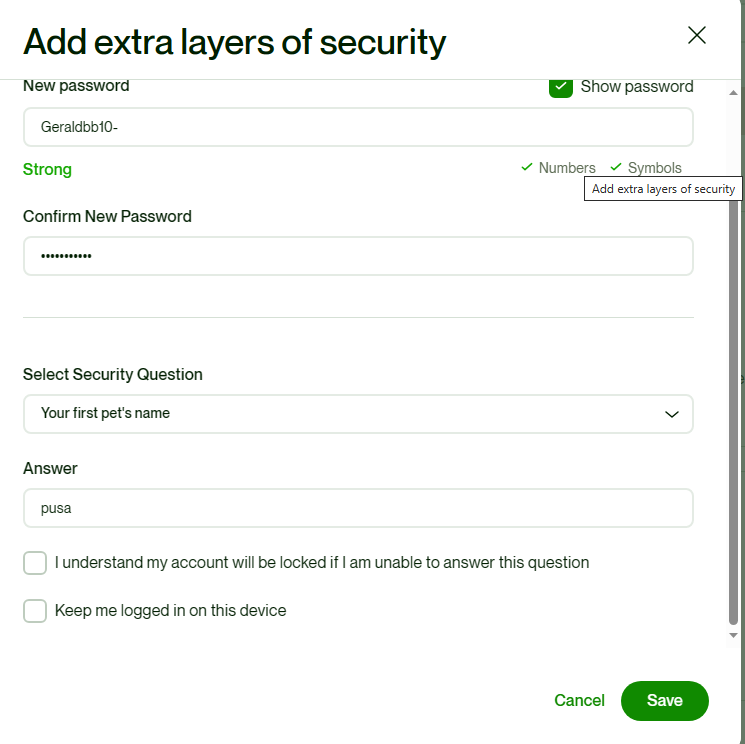 Add extra layers of security
New password
Show password
Geraldbb10-
Strong
Numbers
Symbols
Add extra layers of security
Confirm New Password
•••••••••••
Select Security Question
Your first pet's name
Answer
pusa
I understand my account will be locked if I am unable to answer this question
Keep me logged in on this device
Cancel
Save